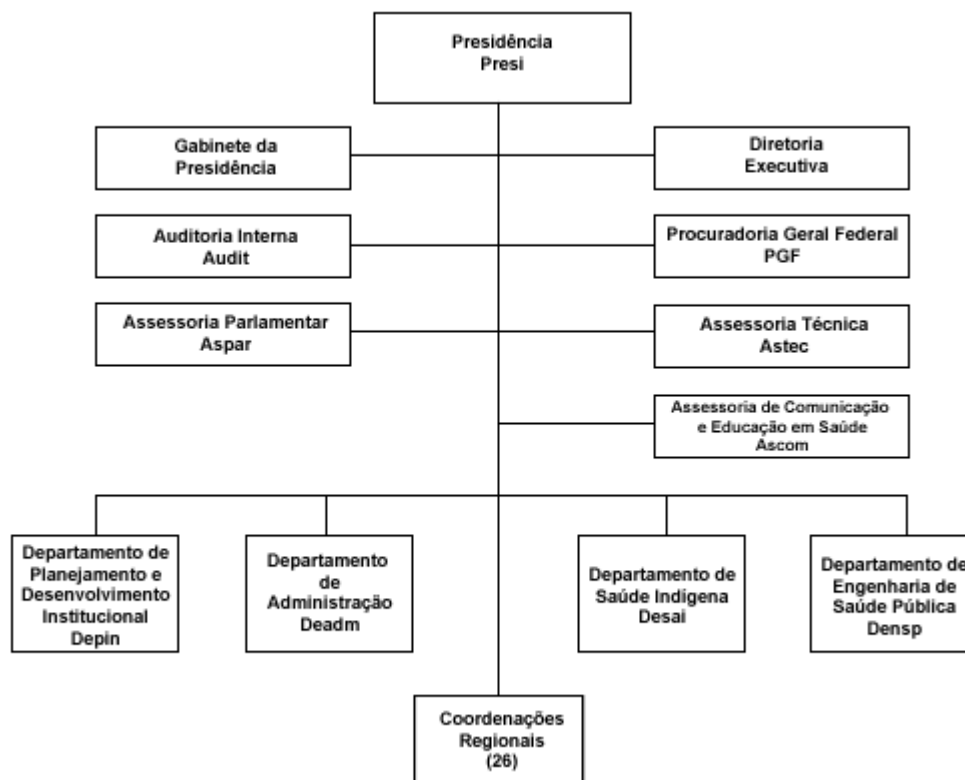 Presidência
Presi
Gabinete da
Presidência
Diretoria
Executiva
Auditoria Interna
Audit
Procuradoria Geral Federal
PGF
Assessoria Parlamentar
Aspar
Assessoria Técnica
Astec
Assessoria de Comunicação
e Educação em Saúde
Ascom
Departamento de
Planejamento e
Desenvolvimento
Institucional
Depin
Departamento
de
Administração
Deadm
Departamento de
Saúde Indígena
Desai
Departamento de
Engenharia de
Saúde Pública
Densp
Coordenações
Regionais
(26)